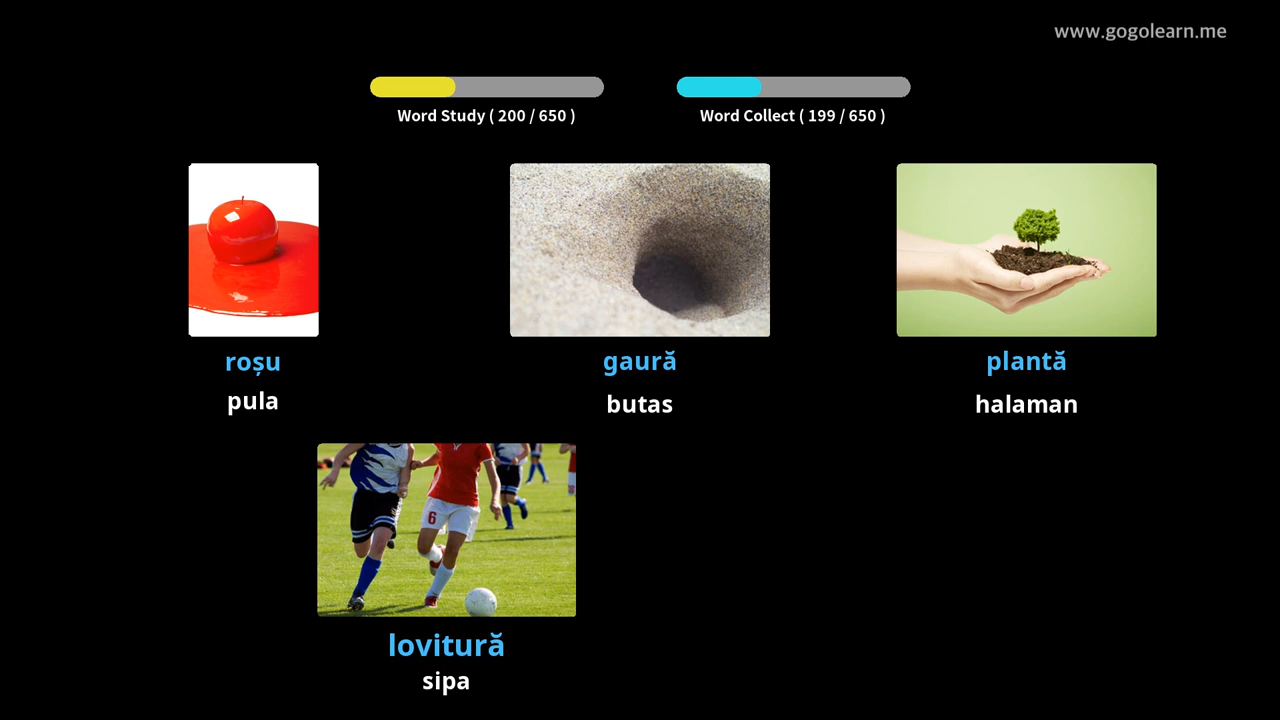 www.gogolearn.me
Word Study ( 200 / 650 )
Word Collect ( 199 / 650 )
roșu
pula
gaură
butas
plantă
halaman
6
lovitură
sipa